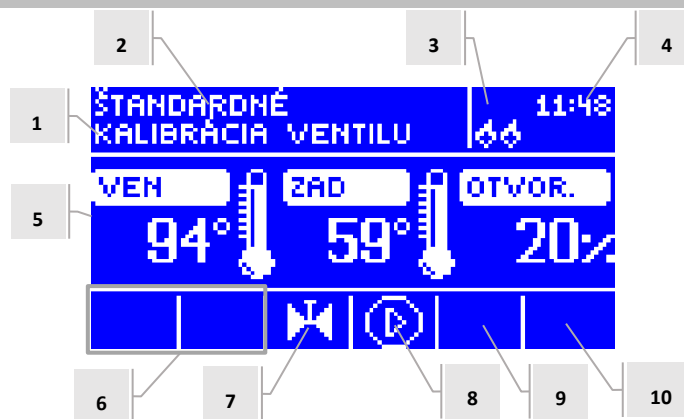 2 3 4
ŠTANDARDNÉ 11:48
1 KALIBRÁCIA VENTILU
VEN ZAD OTVOR.
5 94° 59° 20%
6 7 8 9 10